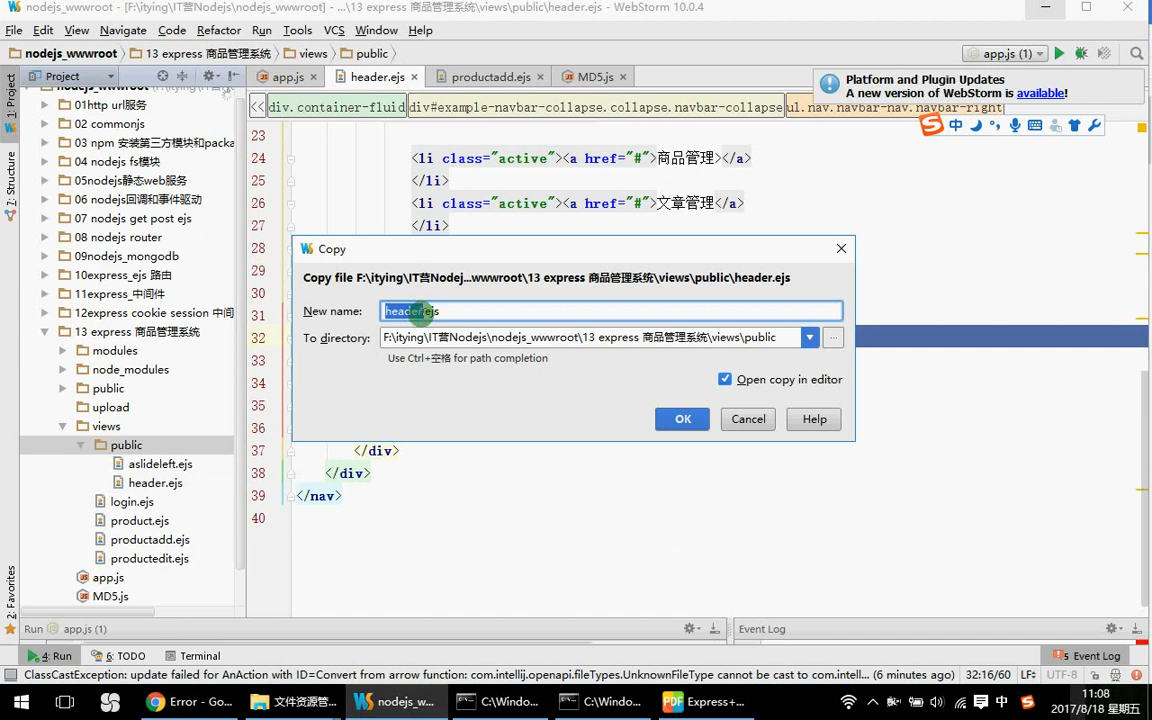 nodejs_wwwroot - [F:\itying\IT营Nodejs\nodejs_wwwroot] - ...\13 express 商品管理系统\views\public\header.ejs - WebStorm 10.0.4
File Edit View Navigate Code Refactor Run Tools VCS Window Help
nodejs_wwwroot 13 express 商品管理系统 views public app.js (1)
1: Project
2: Structure
2: Favorites
Project
app.js header.ejs productadd.ejs MD5.js
Platform and Plugin Updates
A new version of WebStorm is available!
<< div.container-fluid div#example-navbar-collapse.collapse.navbar-collapse ul.nav.navbar-nav.navbar-right
中
nodejs_wwwroot
01http url服务
02 commonjs
03 npm 安装第三方模块和packa
04 nodejs fs模块
05nodejs静态web服务
06 nodejs回调和事件驱动
07 nodejs get post ejs
08 nodejs router
09nodejs_mongodb
10express_ejs 路由
11express_中间件
12express cookie session 中间
13 express 商品管理系统
modules
node_modules
public
upload
views
public
aslideleft.ejs
header.ejs
login.ejs
product.ejs
productadd.ejs
productedit.ejs
app.js
MD5.js
23
24 <li class="active"><a href="#">商品管理></a>
25 </li>
26 <li class="active"><a href="#">文章管理</a>
27 </li>
28
29
30
31
32
33
34
35
36
37 </div>
38 </div>
39 </nav>
40
Copy
Copy file F:\itying\IT营Nodej...wwwroot\13 express 商品管理系统\views\public\header.ejs
New name: header.ejs
To directory: F:\itying\IT营Nodejs\nodejs_wwwroot\13 express 商品管理系统\views\public
Use Ctrl+空格 for path completion
Open copy in editor
OK Cancel Help
Run app.js (1) Event Log
4: Run 6: TODO Terminal 5 Event Log
ClassCastException: update failed for AnAction with ID=Convert from arrow function: com.intellij.openapi.fileTypes.UnknownFileType cannot be cast to com.intell... (6 minutes ago) 32:16/60 LF÷ UTF-8
Error - Go... 文件资源管... nodejs_w... C:\Windo... C:\Windo... Express+... 中
11:08
2017/8/18 星期五